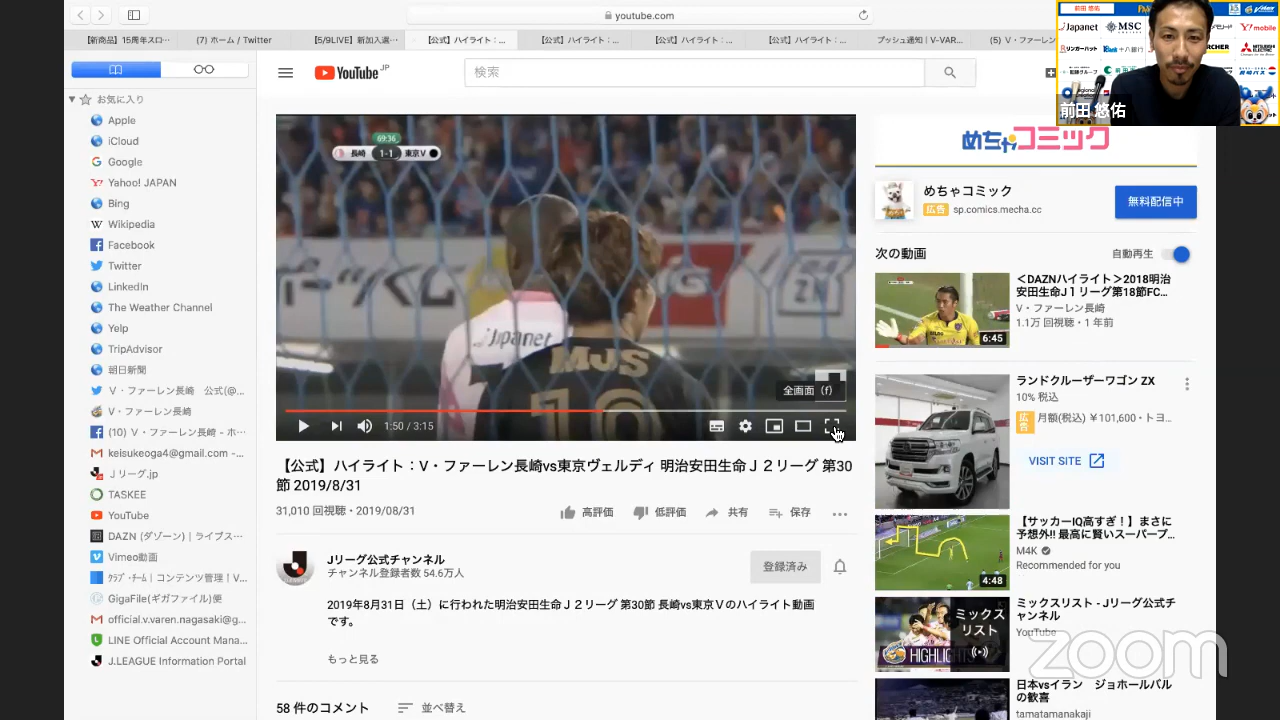 youtube.com
【新商品】15周年スロ…
(7) ホーム / Twitter
【5/9LIVE】前田、収入選…
【公式】ハイライト：…
ハイライト：…
ハイライト：…
【公式】ハイライト：…
プッシュ通知 | V-VAR…
(5) V・ファーレン
お気に入り
Apple
iCloud
Google
Yahoo! JAPAN
Bing
Wikipedia
Facebook
Twitter
LinkedIn
The Weather Channel
Yelp
TripAdvisor
朝日新聞
V・ファーレン長崎　公式(@...
V・ファーレン長崎
(10) V・ファーレン長崎 - ホ…
keisukeoga4@gmail.com -...
Ｊリーグ.jp
TASKEE
YouTube
DAZN (ダゾーン)｜ライブス…
Vimeo動画
ｸﾗﾌﾞ･ﾁｰﾑ｜コンテンツ管理｜V...
GigaFile(ギガファイル)便
official.v.varen.nagasaki@g...
LINE Official Account Mana...
J.LEAGUE Information Portal
YouTube JP
検索
69:36
長崎 1-1 東京V
Japanet
MJS
10
全画面（f）
1:50 / 3:15
【公式】ハイライト：V・ファーレン長崎vs東京ヴェルディ 明治安田生命Ｊ２リーグ 第30
節 2019/8/31
31,010 回視聴・2019/08/31
高評価
低評価
共有
保存
Jリーグ公式チャンネル
チャンネル登録者数 54.6万人
登録済み
2019年8月31日（土）に行われた明治安田生命Ｊ２リーグ 第30節 長崎vs東京Ｖのハイライト動画
です。
もっと見る
58 件のコメント
並べ替え
めちゃコミック
めちゃコミック
広告 sp.comics.mecha.cc
無料配信中
次の動画
自動再生
＜DAZNハイライト＞2018明治
安田生命J１リーグ第18節FC…
V・ファーレン長崎
1.1万 回視聴・1 年前
6:45
ランドクルーザーワゴン ZX
10% 税込
広告 月額(税込) ￥101,600・トヨ…
VISIT SITE
【サッカーIQ高すぎ！】まさに
予想外!! 最高に賢いスーパープ…
M4K
Recommended for you
4:48
ミックスリスト - Jリーグ公式チ
ャンネル
YouTube
ミックス
リスト
HIGHLIGHTS
日本vsイラン　ジョホールバル
の歓喜
tamatamanakaji
前田 悠佑
Japanet
MSC
Y!mobile
リンガーハット
十八銀行
MITSUBISHI ELECTRIC
前田 悠佑
zoom